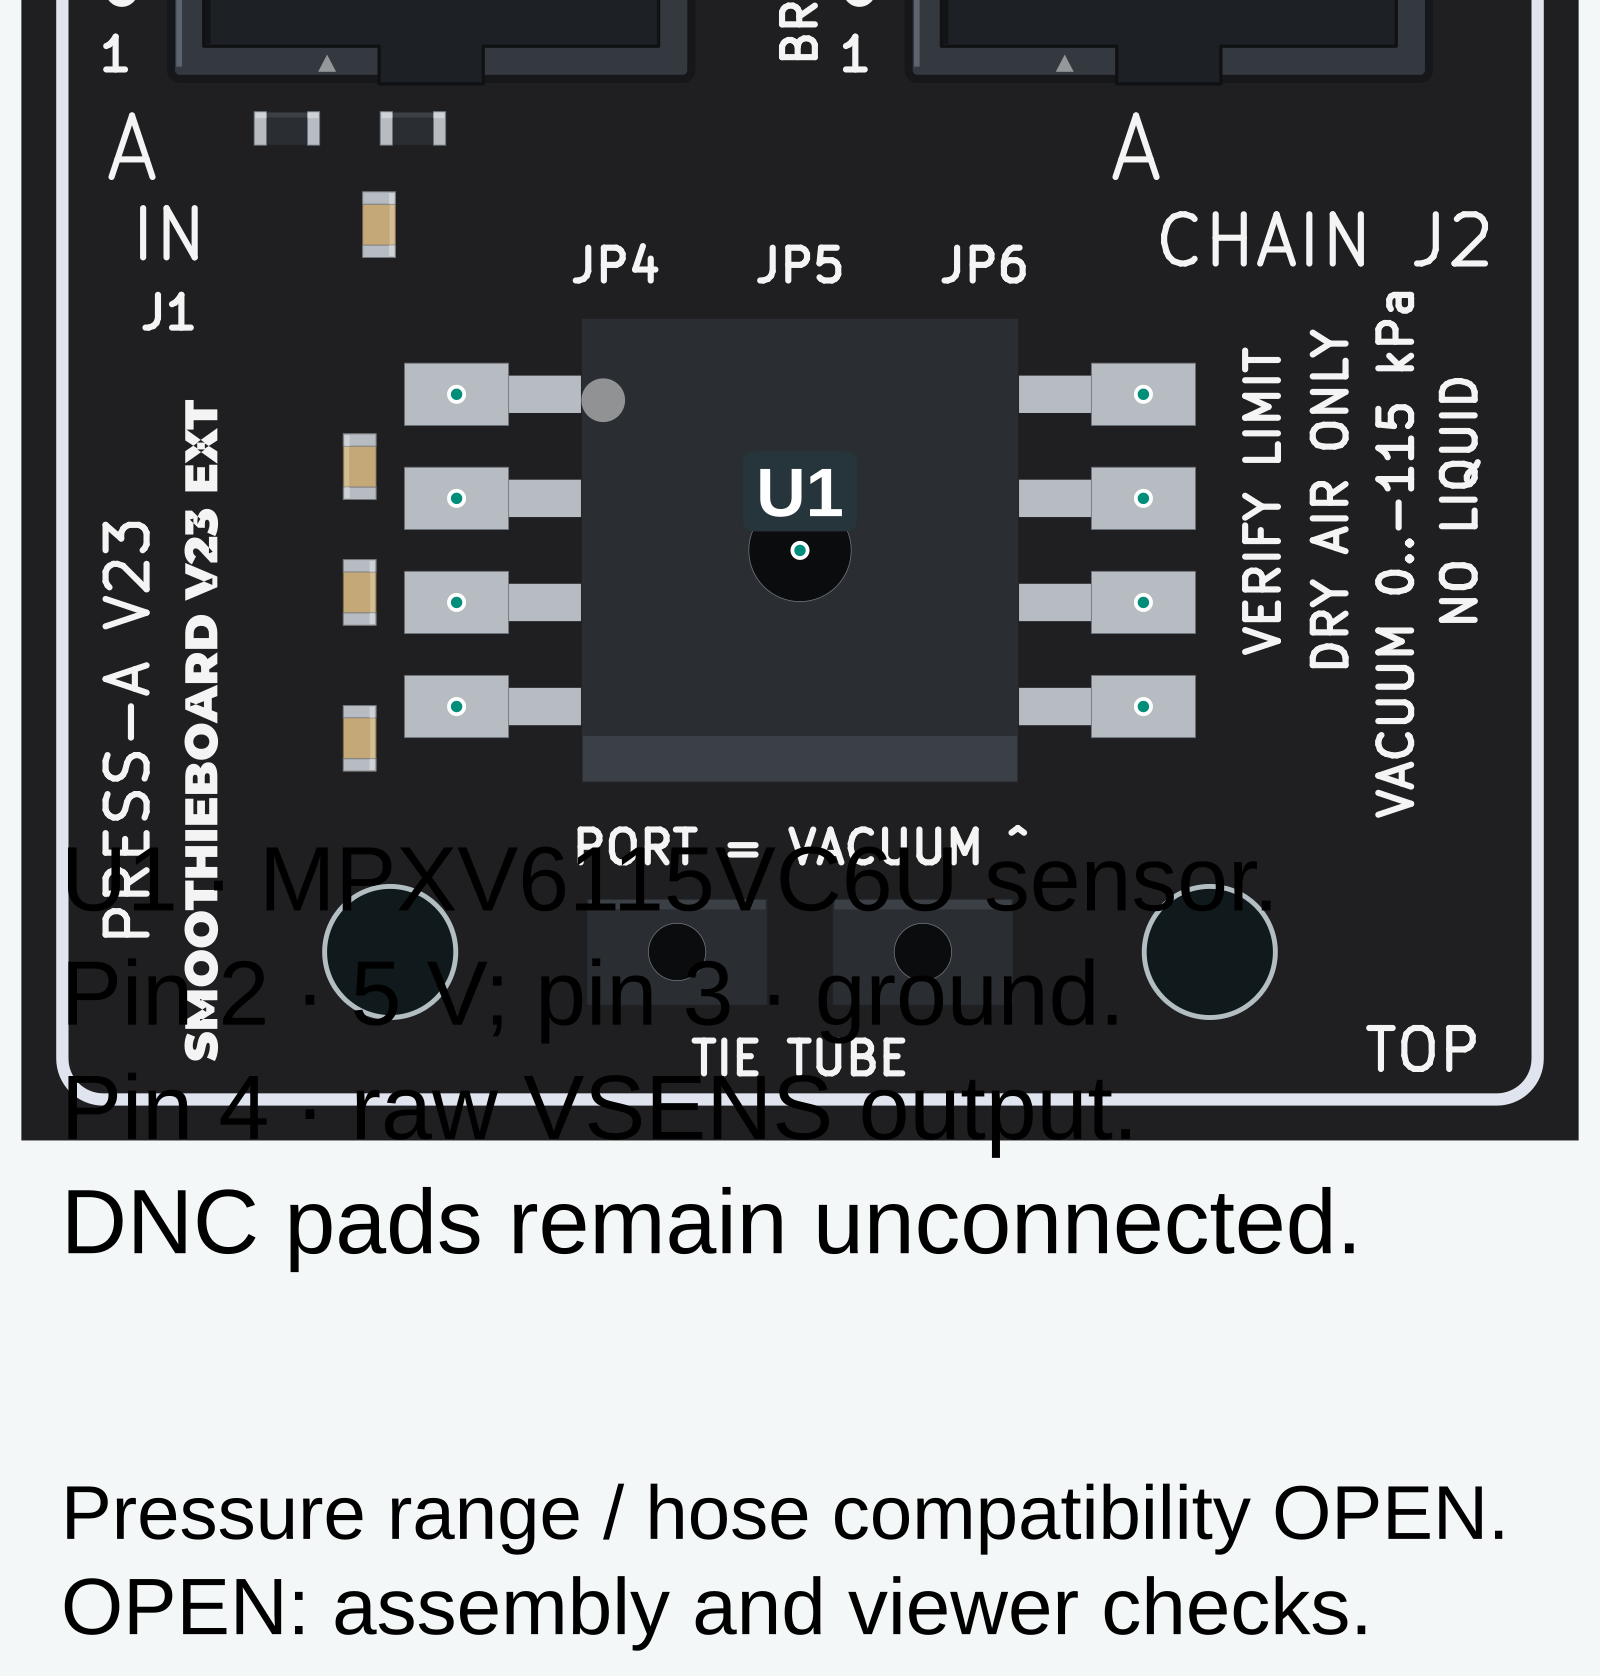 BR
1
1
A
A
IN
CHAIN J2
JP4 JP5 JP6
J1
VERIFY LIMIT
DRY AIR ONLY
VACUUM 0..-115 kPa
NO LIQUID
U1
PRESS-A V23
SMOOTHIEBOARD V23 EXT
PORT = VACUUM ^
U1 · MPXV6115VC6U sensor.
Pin 2 · 5 V; pin 3 · ground.
TIE TUBE
TOP
Pin 4 · raw VSENS output.
DNC pads remain unconnected.
Pressure range / hose compatibility OPEN.
OPEN: assembly and viewer checks.